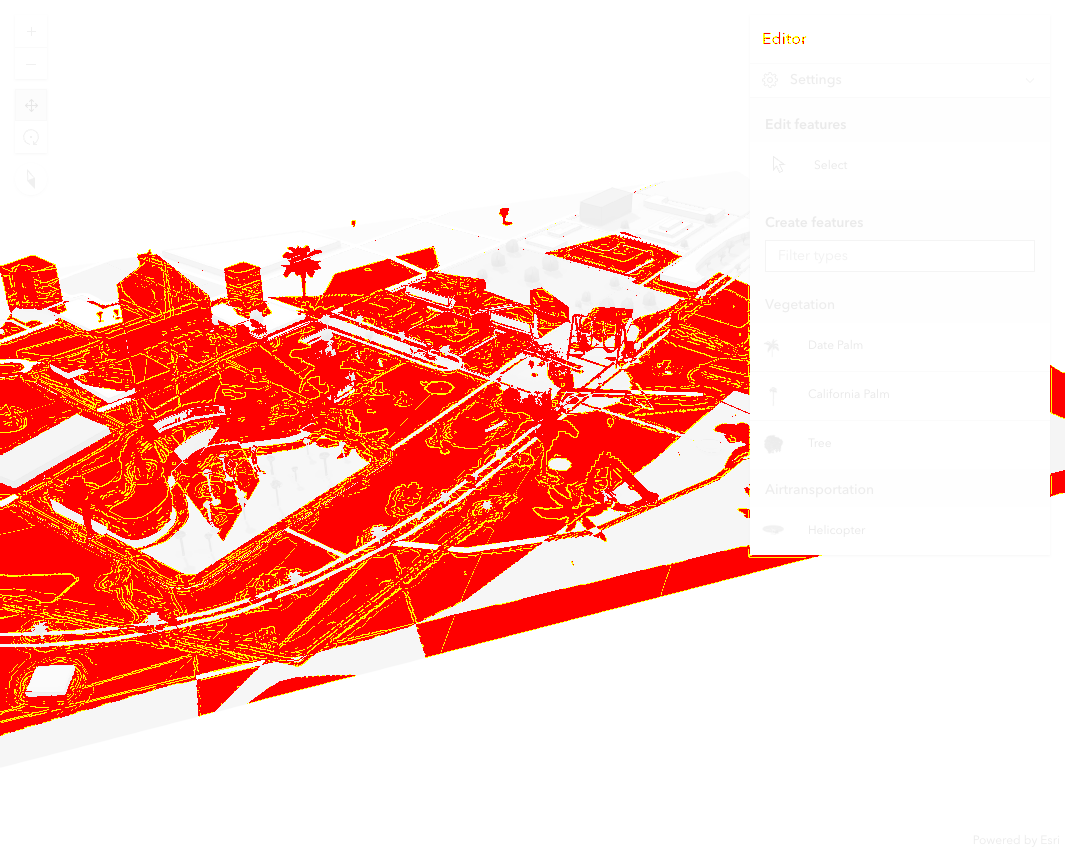 Editor
Settings
Edit features
Select
Create features
Filter types
Vegetation
Date Palm
California Palm
Tree
Airtransportation
Helicopter
Powered by Esri